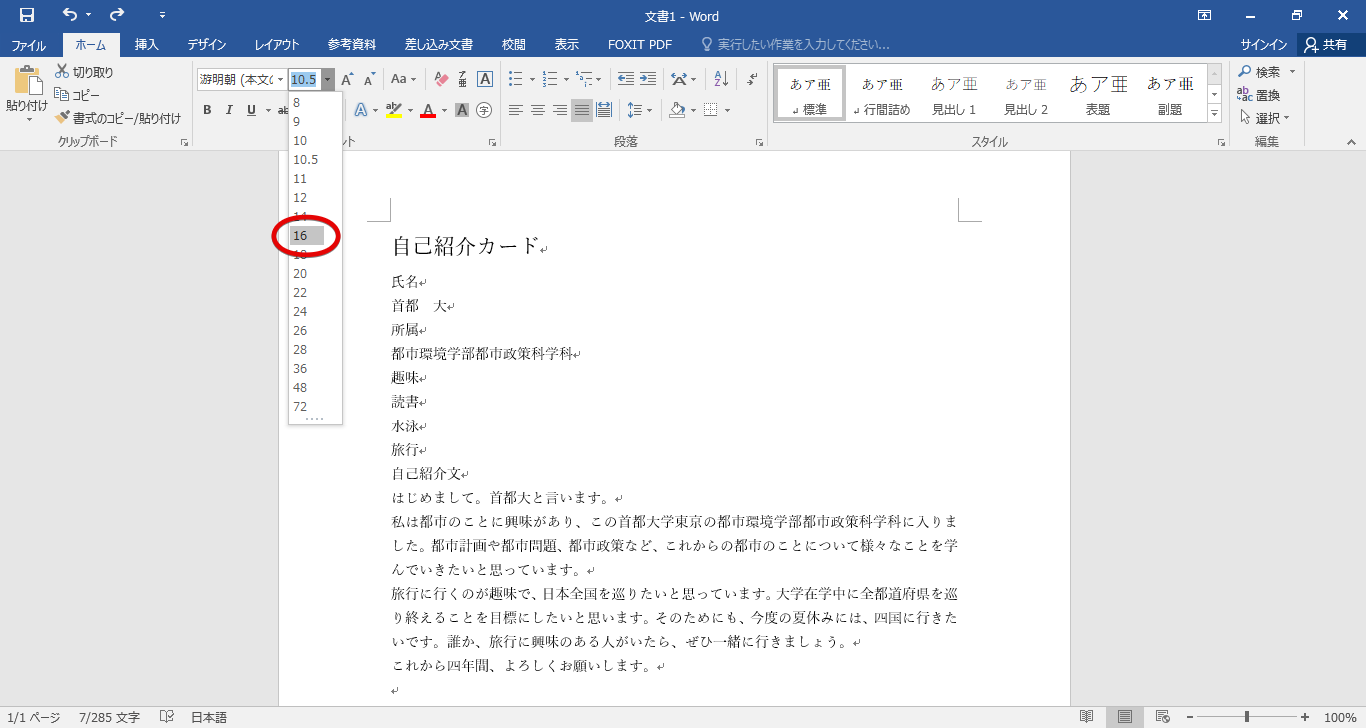 文書1 - Word
ファイル ホーム 挿入 デザイン レイアウト 参考資料 差し込み文書 校閲 表示 FOXIT PDF 実行したい作業を入力してください... サインイン 共有
貼り付け
切り取り
コピー
書式のコピー/貼り付け
クリップボード
游明朝 (本文の 10.5 Aa
B I U
8
9
10
10.5
11
12
14
16
18
20
22
24
26
28
36
48
72
段落
あア亜 標準
あア亜 行間詰め
あア亜 見出し 1
あア亜 見出し 2
あア亜 表題
あア亜 副題
スタイル
検索
置換
選択
編集
自己紹介カード
氏名
首都　大
所属
都市環境学部都市政策科学科
趣味
読書
水泳
旅行
自己紹介文
はじめまして。首都大と言います。
私は都市のことに興味があり、この首都大学東京の都市環境学部都市政策科学科に入りま
した。都市計画や都市問題、都市政策など、これからの都市のことについて様々なことを学
んでいきたいと思っています。
旅行に行くのが趣味で、日本全国を巡りたいと思っています。大学在学中に全都道府県を巡
り終えることを目標にしたいと思います。そのためにも、今度の夏休みには、四国に行きた
いです。誰か、旅行に興味のある人がいたら、ぜひ一緒に行きましょう。
これから四年間、よろしくお願いします。
1/1 ページ 7/285 文字 日本語 100%